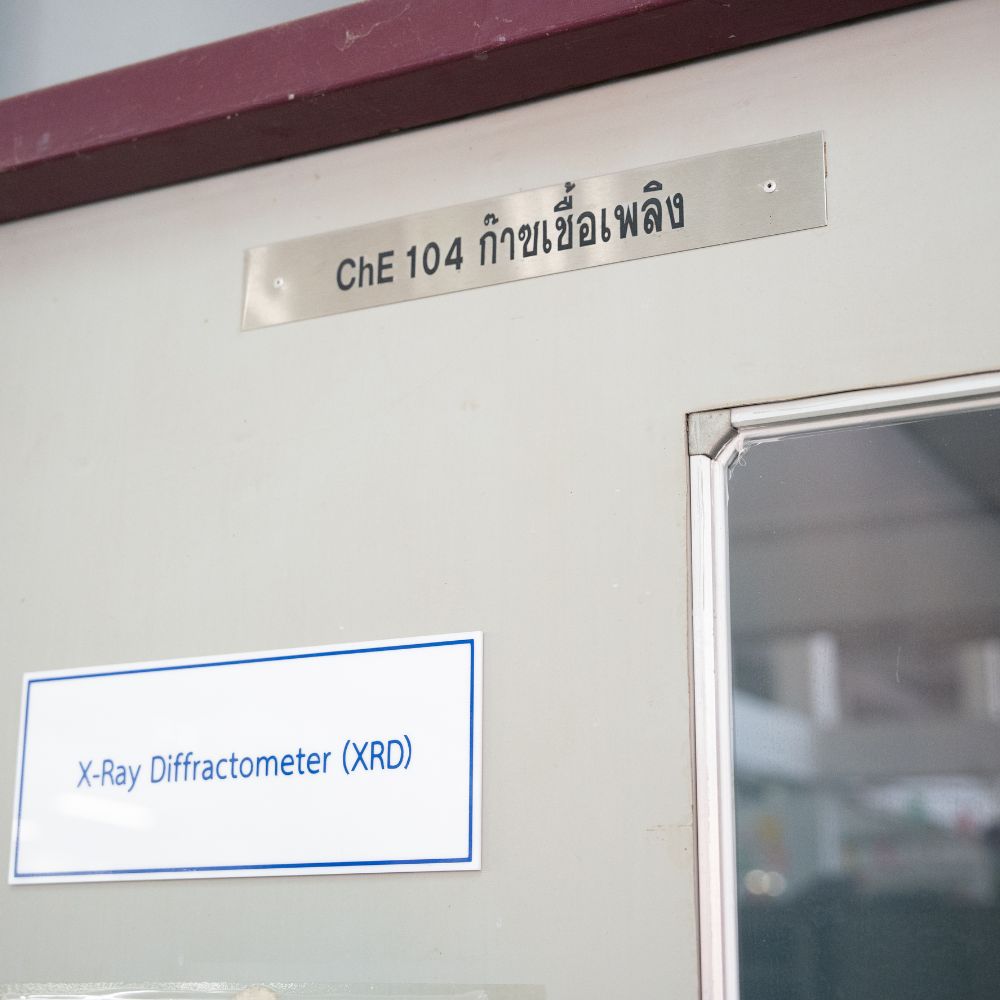 ChE 104 ก๊าซเชื้อเพลิง
X-Ray Diffractometer (XRD)